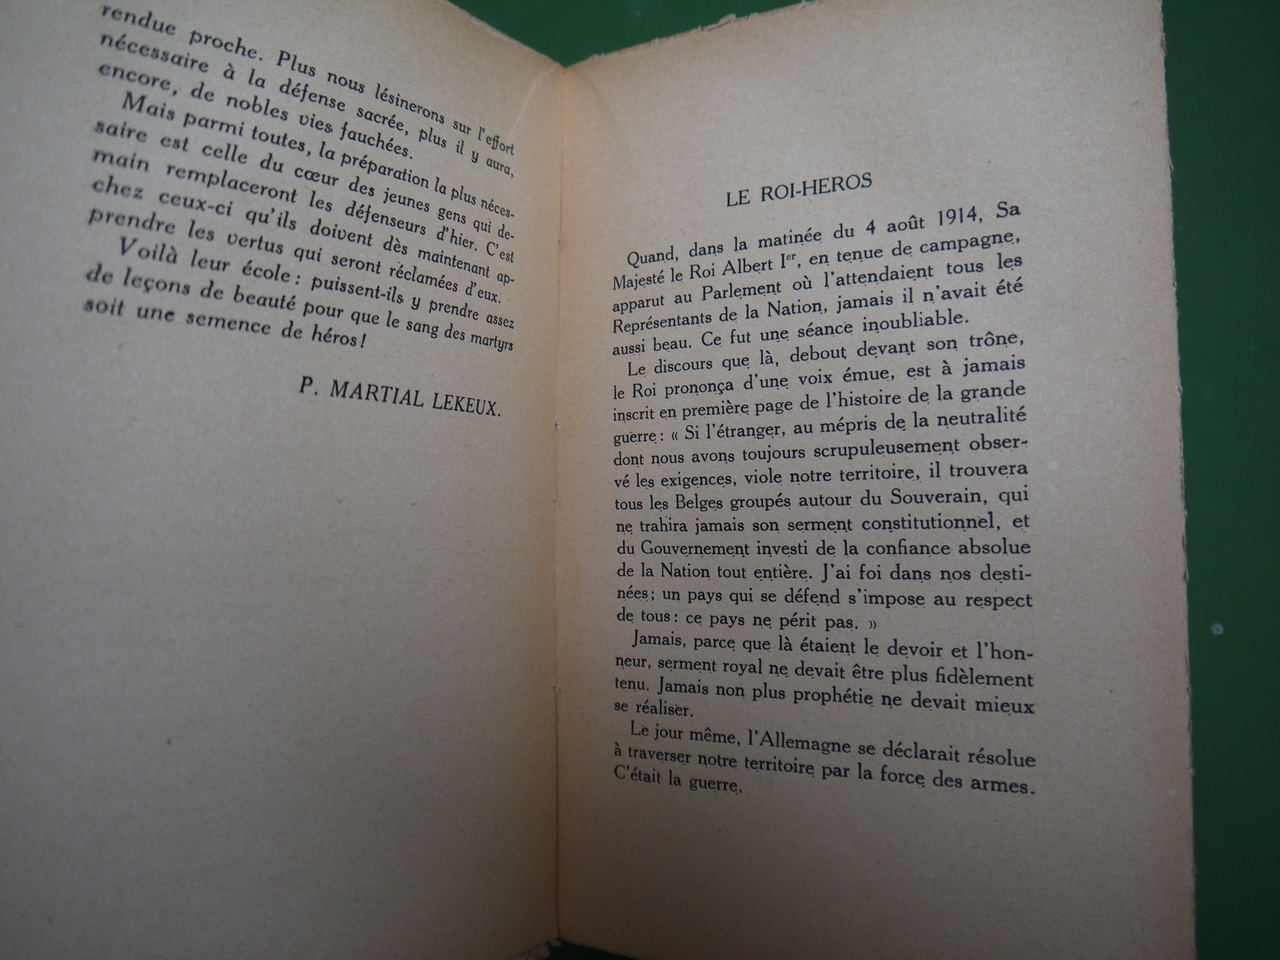 rendue proche. Plus nous lésinerons sur l'effort
nécessaire à la défense sacrée, plus il y aura,
encore, de nobles vies fauchées.
Mais parmi toutes, la préparation la plus néces-
saire est celle du cœur des jeunes gens qui de-
main remplaceront les défenseurs d'hier. C'est
chez ceux-ci qu'ils doivent dès maintenant ap-
prendre les vertus qui seront réclamées d'eux.
Voilà leur école : puissent-ils y prendre assez
de leçons de beauté pour que le sang des martyrs
soit une semence de héros !
P. MARTIAL LEKEUX.
LE ROI-HEROS
Quand, dans la matinée du 4 août 1914, Sa
Majesté le Roi Albert Ier, en tenue de campagne,
apparut au Parlement où l'attendaient tous les
Représentants de la Nation, jamais il n'avait été
aussi beau. Ce fut une séance inoubliable.
Le discours que là, debout devant son trône,
le Roi prononça d'une voix émue, est à jamais
inscrit en première page de l'histoire de la grande
guerre : « Si l'étranger, au mépris de la neutralité
dont nous avons toujours scrupuleusement obser-
vé les exigences, viole notre territoire, il trouvera
tous les Belges groupés autour du Souverain, qui
ne trahira jamais son serment constitutionnel, et
du Gouvernement investi de la confiance absolue
de la Nation tout entière. J'ai foi dans nos desti-
nées ; un pays qui se défend s'impose au respect
de tous : ce pays ne périt pas. »
Jamais, parce que là étaient le devoir et l'hon-
neur, serment royal ne devait être plus fidèlement
tenu. Jamais non plus prophétie ne devait mieux
se réaliser.
Le jour même, l'Allemagne se déclarait résolue
à traverser notre territoire par la force des armes.
C'était la guerre.